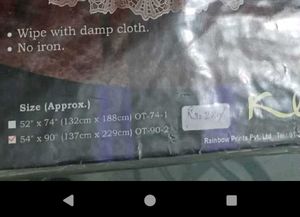 • Wipe with damp cloth.
• No iron.
Size (Approx.)
52" x 74" (132cm x 188cm) OT-74-1
54" x 90" (137cm x 229cm) OT-90-2
Rainbow Prints Pvt. Ltd.